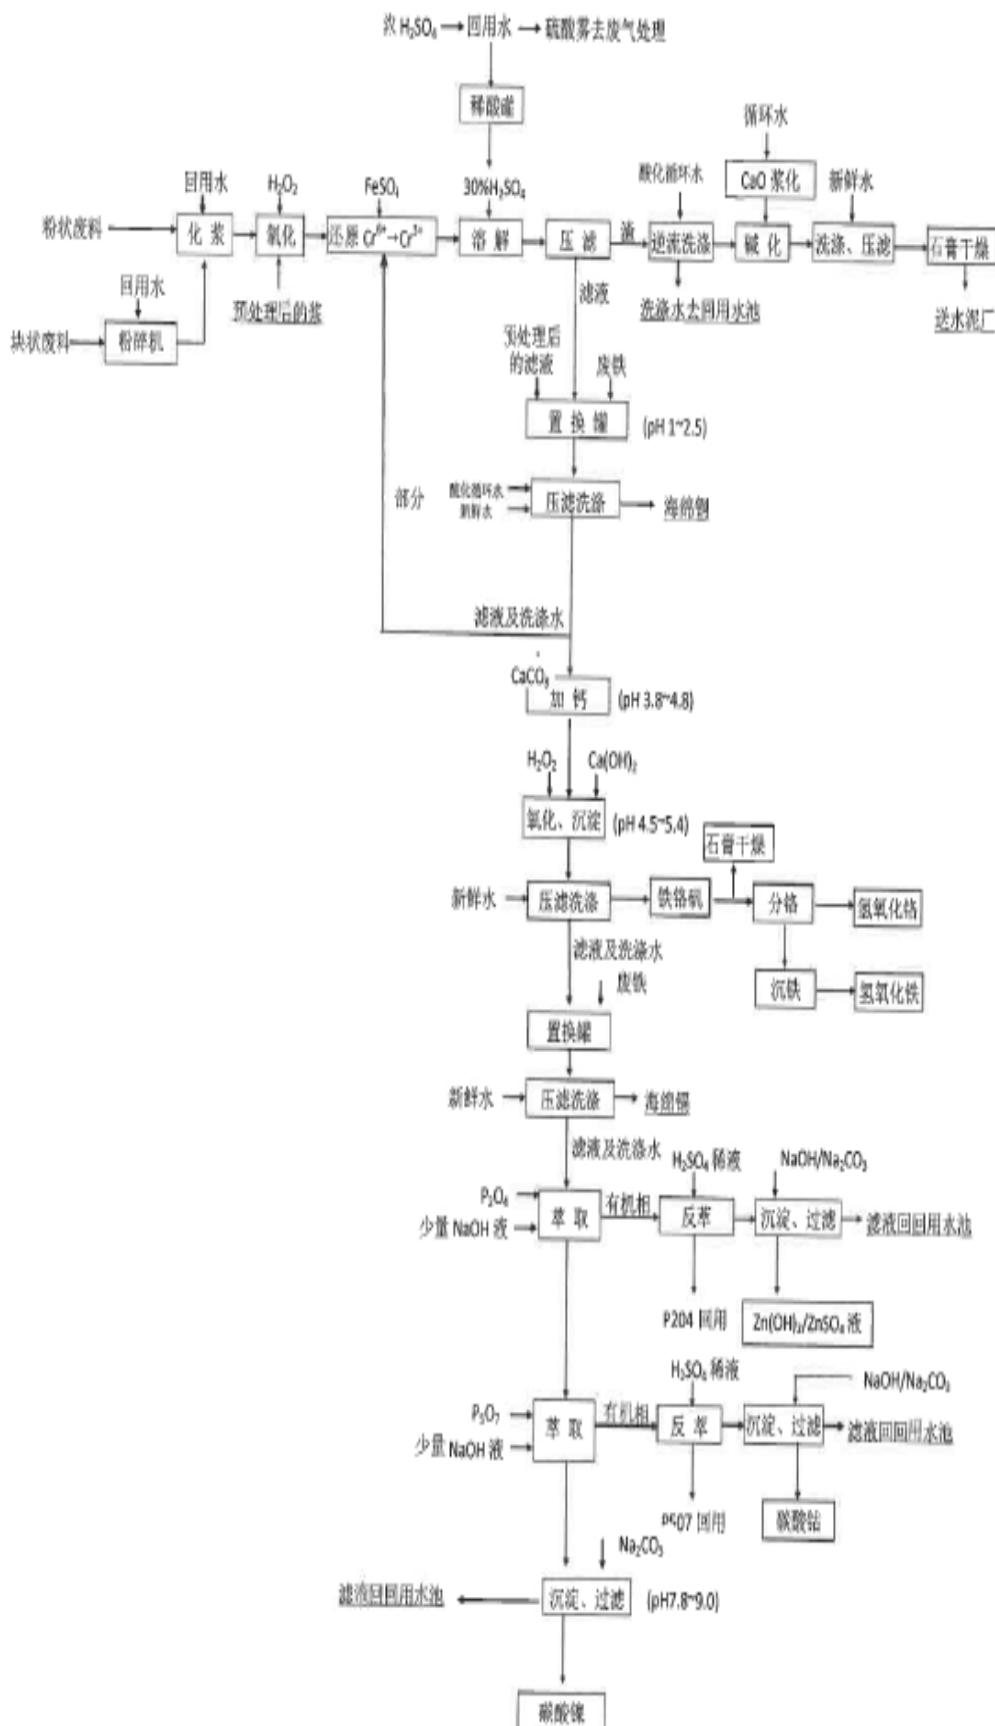 浓 H₂SO₄ 回用水 硫酸雾去废气处理
稀酸罐
循环水
回用水 H₂O₂ FeSO₄ 30%H₂SO₄ 酸化循环水 CaO 浆化 新鲜水
粉状废料 化 浆 氧化 还原 Cr⁶⁺→Cr³⁺ 溶 解 压 滤 渣 逆流洗涤 碱 化 洗涤、压滤 石膏干燥
回用水 预处理后的浆 滤液 洗涤水去回用水池 送水泥厂
块状废料 粉碎机
预处理后
的滤液 废铁
置 换 罐 (pH 1~2.5)
酸化循环水
新鲜水 压滤洗涤 海绵铜
部分
滤液及洗涤水
CaCO₃
加 钙 (pH 3.8~4.8)
H₂O₂ Ca(OH)₂
氧化、沉淀 (pH 4.5~5.4)
石膏干燥
新鲜水 压滤洗涤 铁铬矾 分铬 氢氧化铬
滤液及洗涤水
废铁 沉铁 氢氧化铁
置换罐
新鲜水 压滤洗涤 海绵镉
滤液及洗涤水 H₂SO₄ 稀液 NaOH/Na₂CO₃
P₂O₄ 有机相
少量 NaOH 液 萃 取 反 萃 沉淀、过滤 滤液回回用水池
P204 回用 Zn(OH)₂/ZnSO₄ 液
H₂SO₄ 稀液 NaOH/Na₂CO₃
P₅O₇ 有机相
少量 NaOH 液 萃 取 反 萃 沉淀、过滤 滤液回回用水池
P507 回用 碳酸钴
Na₂CO₃
滤液回回用水池 沉淀、过滤 (pH7.8~9.0)
碳酸镍